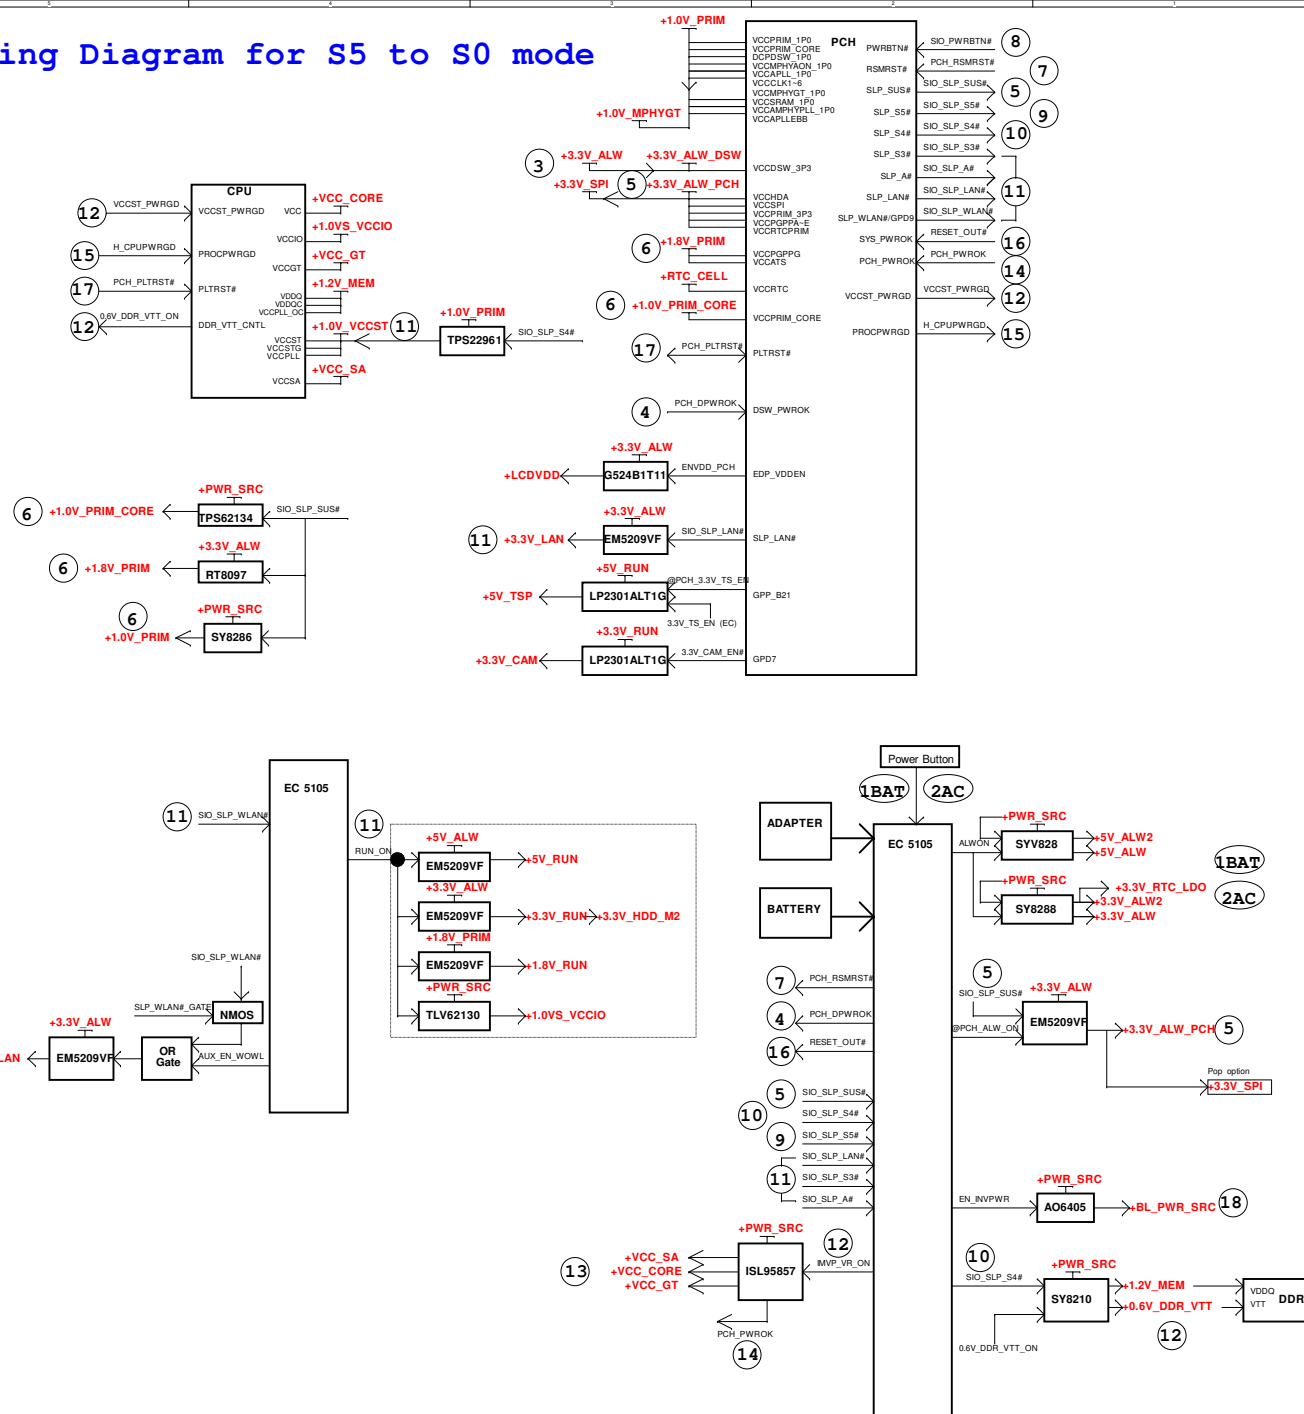 5
4
3
2
1
ing Diagram for S5 to S0 mode
+1.0V_PRIM
PCH
VCCPRIM_1P0
VCCPRIM_CORE
DCPDSW_1P0
VCCMPHYAON_1P0
VCCAPLL_1P0
VCCCLK1~6
VCCMPHYGT_1P0
VCCSRAM_1P0
VCCAMPHYPLL_1P0
VCCAPLLEBB
+1.0V_MPHYGT
3
+3.3V_ALW
+3.3V_ALW_DSW
VCCDSW_3P3
+3.3V_SPI
5
+3.3V_ALW_PCH
VCCHDA
VCCSPI
VCCPRIM_3P3
VCCPGPPA~E
VCCRTCPRIM
6
+1.8V_PRIM
VCCPGPPG
VCCATS
+RTC_CELL
VCCRTC
6
+1.0V_PRIM_CORE
VCCPRIM_CORE
17
PCH_PLTRST#
PLTRST#
4
PCH_DPWROK
DSW_PWROK
+3.3V_ALW
+LCDVDD
G524B1T11
ENVDD_PCH
EDP_VDDEN
+3.3V_ALW
11
+3.3V_LAN
EM5209VF
SIO_SLP_LAN#
SLP_LAN#
+5V_RUN
+5V_TSP
LP2301ALT1G
@PCH_3.3V_TS_EN
GPP_B21
3.3V_TS_EN (EC)
+3.3V_RUN
+3.3V_CAM
LP2301ALT1G
3.3V_CAM_EN#
GPD7
PWRBTN#
SIO_PWRBTN#
8
RSMRST#
PCH_RSMRST#
7
SLP_SUS#
SIO_SLP_SUS#
5
SLP_S5#
SIO_SLP_S5#
9
SLP_S4#
SIO_SLP_S4#
10
SLP_S3#
SIO_SLP_S3#
SLP_A#
SIO_SLP_A#
11
SLP_LAN#
SIO_SLP_LAN#
SLP_WLAN#/GPD9
SIO_SLP_WLAN#
SYS_PWROK
RESET_OUT#
16
PCH_PWROK
PCH_PWROK
14
VCCST_PWRGD
VCCST_PWRGD
12
PROCPWRGD
H_CPUPWRGD
15
CPU
12
VCCST_PWRGD
VCCST_PWRGD
VCC
+VCC_CORE
VCCIO
+1.0VS_VCCIO
15
H_CPUPWRGD
PROCPWRGD
VCCGT
+VCC_GT
17
PCH_PLTRST#
PLTRST#
+1.2V_MEM
VDDQ
VDDQC
VCCPLL_OC
12
0.6V_DDR_VTT_ON
DDR_VTT_CNTL
+1.0V_VCCST
11
VCCST
VCCSTG
VCCPLL
+1.0V_PRIM
TPS22961
SIO_SLP_S4#
VCCSA
+VCC_SA
+PWR_SRC
6
+1.0V_PRIM_CORE
TPS62134
SIO_SLP_SUS#
+3.3V_ALW
6
+1.8V_PRIM
RT8097
6
+PWR_SRC
+1.0V_PRIM
SY8286
EC 5105
11
SIO_SLP_WLAN#
11
RUN_ON
+5V_ALW
EM5209VF
+5V_RUN
+3.3V_ALW
EM5209VF
+3.3V_RUN
+3.3V_HDD_M2
+1.8V_PRIM
EM5209VF
+1.8V_RUN
+PWR_SRC
TLV62130
+1.0VS_VCCIO
SIO_SLP_WLAN#
SLP_WLAN#_GATE
NMOS
+3.3V_ALW
LAN
EM5209VF
OR
Gate
AUX_EN_WOWL
Power Button
1BAT
2AC
ADAPTER
BATTERY
EC 5105
ALWON
+PWR_SRC
SYV828
+5V_ALW2
+5V_ALW
1BAT
+PWR_SRC
SY8288
+3.3V_RTC_LDO
+3.3V_ALW2
+3.3V_ALW
2AC
7
PCH_RSMRST#
4
PCH_DPWROK
16
RESET_OUT#
5
SIO_SLP_SUS#
@PCH_ALW_ON
+3.3V_ALW
EM5209VF
+3.3V_ALW_PCH
5
Pop option
+3.3V_SPI
5
SIO_SLP_SUS#
10
SIO_SLP_S4#
9
SIO_SLP_S5#
SIO_SLP_LAN#
11
SIO_SLP_S3#
SIO_SLP_A#
+PWR_SRC
EN_INVPWR
AO6405
+BL_PWR_SRC
18
+PWR_SRC
12
13
+VCC_SA
+VCC_CORE
+VCC_GT
ISL95857
IMVP_VR_ON
PCH_PWROK
14
10
SIO_SLP_S4#
+PWR_SRC
SY8210
+1.2V_MEM
+0.6V_DDR_VTT
12
VDDQ
VTT
DDR
0.6V_DDR_VTT_ON